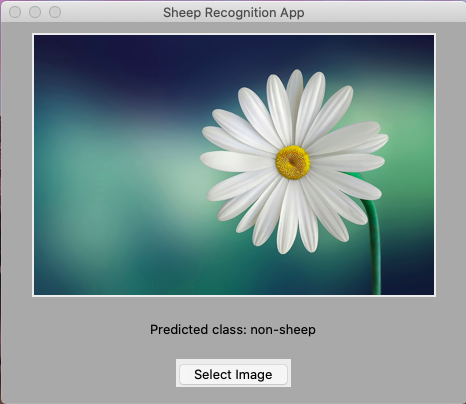 Sheep Recognition App
Predicted class: non-sheep
Select Image